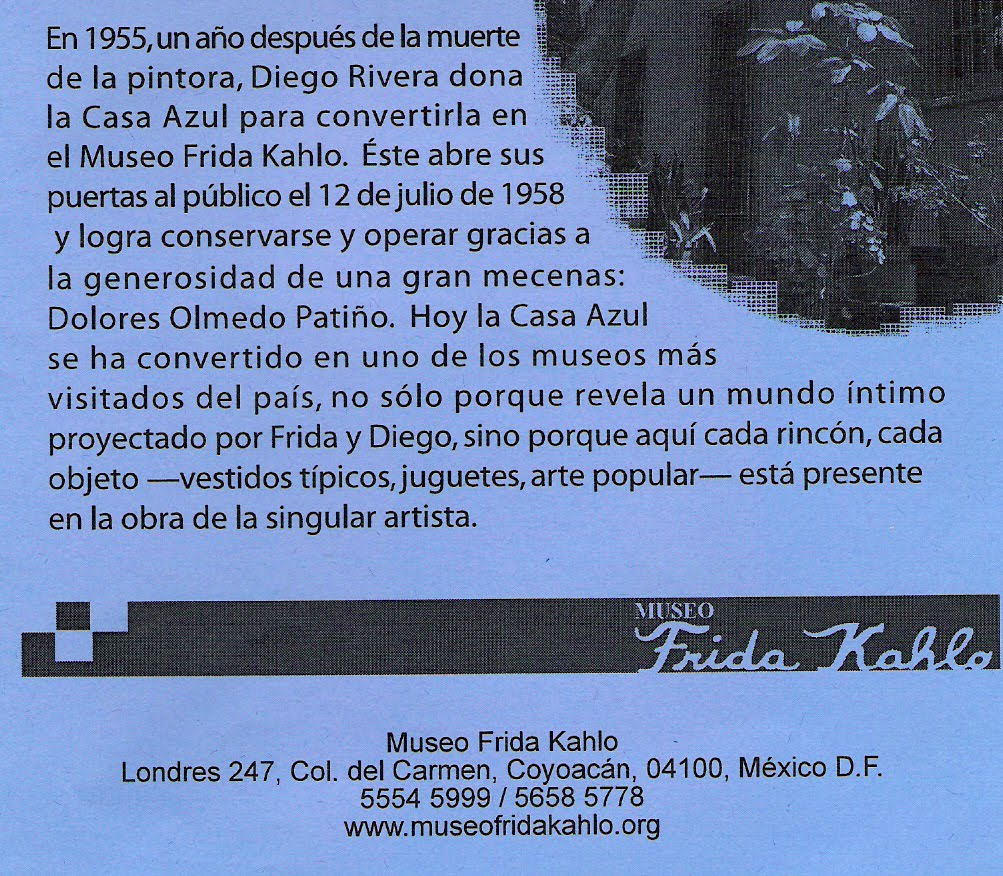 En 1955, un año después de la muerte
de la pintora, Diego Rivera dona
la Casa Azul para convertirla en
el Museo Frida Kahlo. Éste abre sus
puertas al público el 12 de julio de 1958
y logra conservarse y operar gracias a
la generosidad de una gran mecenas:
Dolores Olmedo Patiño. Hoy la Casa Azul
se ha convertido en uno de los museos más
visitados del país, no sólo porque revela un mundo íntimo
proyectado por Frida y Diego, sino porque aquí cada rincón, cada
objeto —vestidos típicos, juguetes, arte popular— está presente
en la obra de la singular artista.
MUSEO
Frida Kahlo
Museo Frida Kahlo
Londres 247, Col. del Carmen, Coyoacán, 04100, México D.F.
5554 5999 / 5658 5778
www.museofridakahlo.org